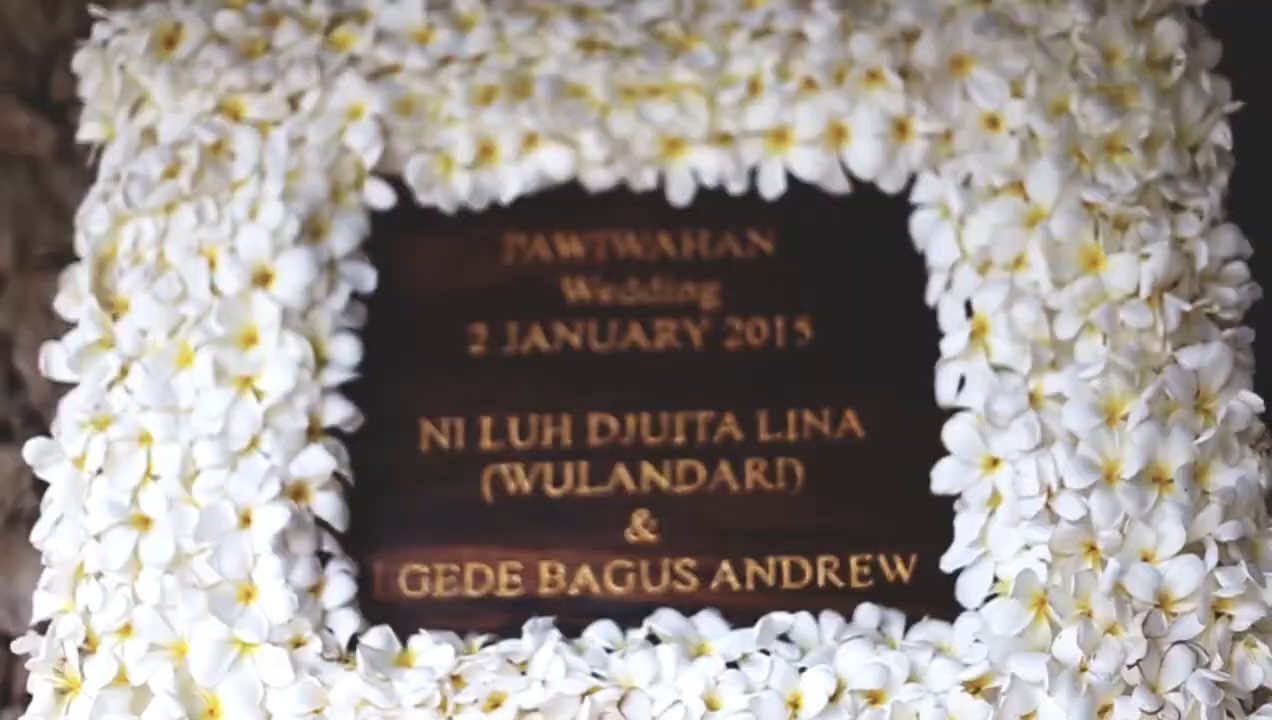 PAWIWAHAN
Wedding
2 JANUARY 2015
NI LUH DJUITA LINA
(WULANDARI)
&
GEDE BAGUS ANDREW